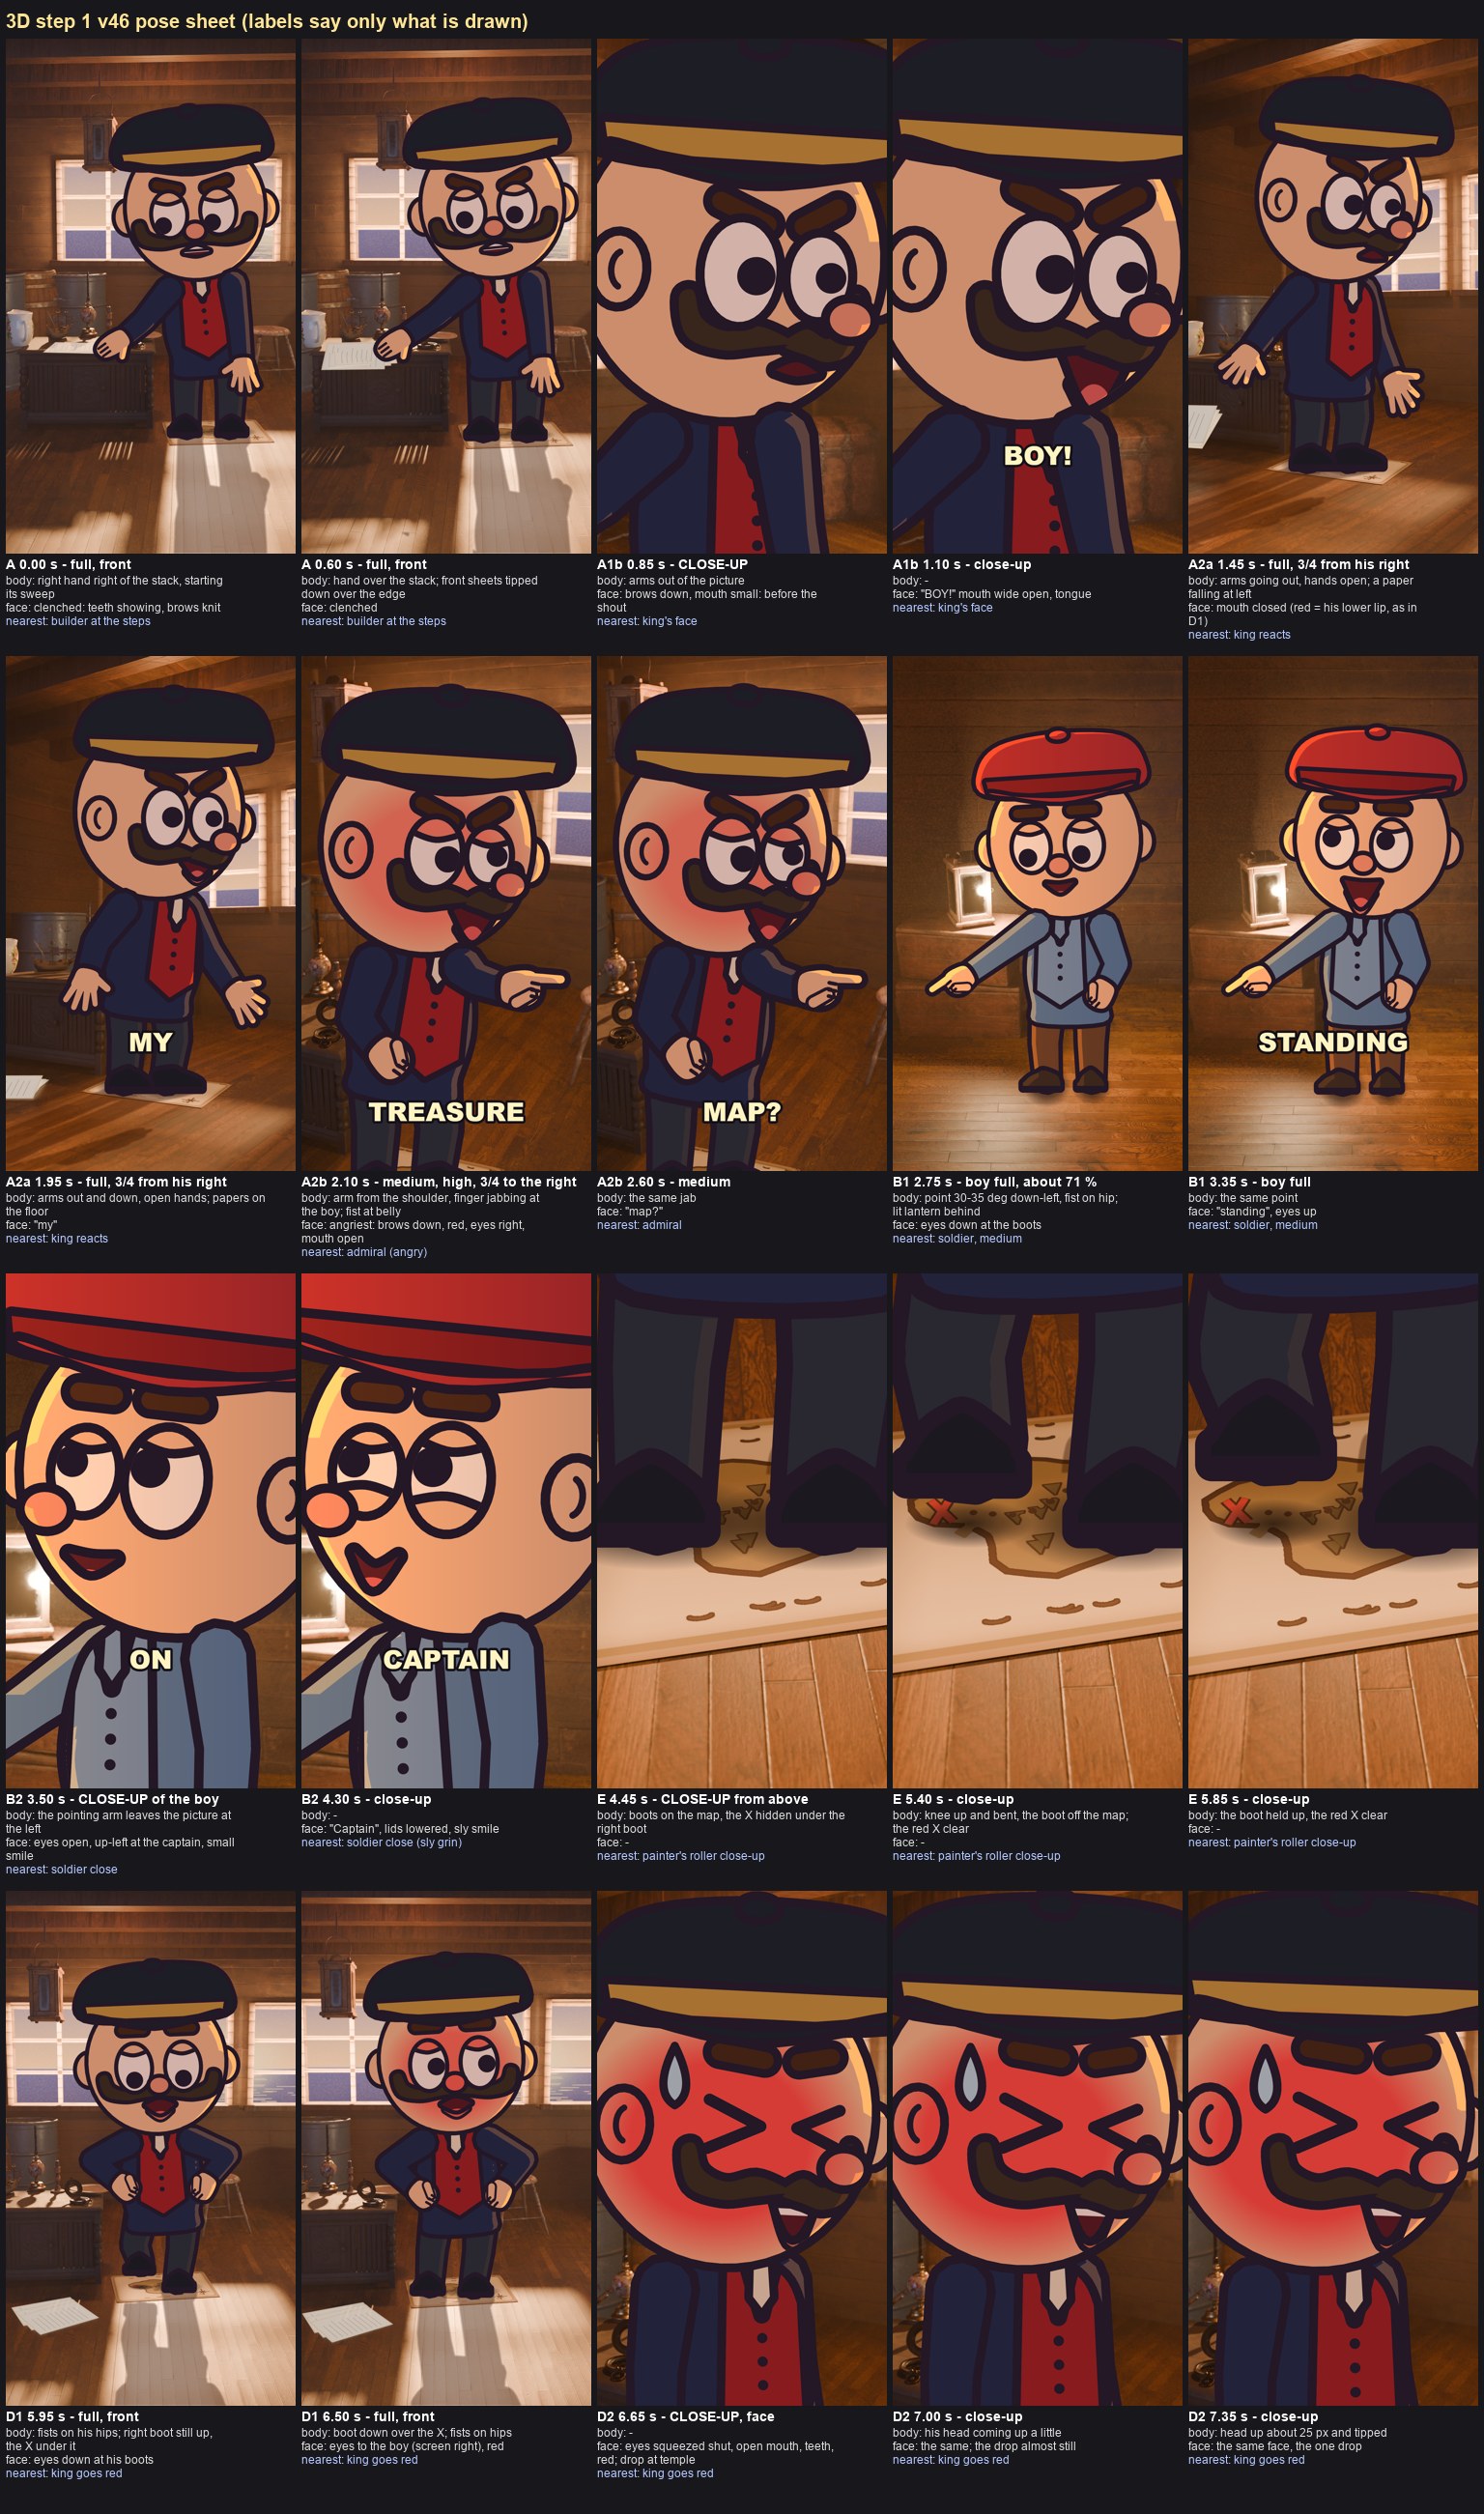 3D step 1 v46 pose sheet (labels say only what is drawn)
BOY!
A 0.00 s - full, front
body: right hand right of the stack, starting
its sweep
face: clenched: teeth showing, brows knit
nearest: builder at the steps
A 0.60 s - full, front
body: hand over the stack; front sheets tipped
down over the edge
face: clenched
nearest: builder at the steps
A1b 0.85 s - CLOSE-UP
body: arms out of the picture
face: brows down, mouth small: before the
shout
nearest: king's face
A1b 1.10 s - close-up
body: -
face: "BOY!" mouth wide open, tongue
nearest: king's face
A2a 1.45 s - full, 3/4 from his right
body: arms going out, hands open; a paper
falling at left
face: mouth closed (red = his lower lip, as in
D1)
nearest: king reacts
MY
TREASURE
MAP?
STANDING
A2a 1.95 s - full, 3/4 from his right
body: arms out and down, open hands; papers on
the floor
face: "my"
nearest: king reacts
A2b 2.10 s - medium, high, 3/4 to the right
body: arm from the shoulder, finger jabbing at
the boy; fist at belly
face: angriest: brows down, red, eyes right,
mouth open
nearest: admiral (angry)
A2b 2.60 s - medium
body: the same jab
face: "map?"
nearest: admiral
B1 2.75 s - boy full, about 71 %
body: point 30-35 deg down-left, fist on hip;
lit lantern behind
face: eyes down at the boots
nearest: soldier, medium
B1 3.35 s - boy full
body: the same point
face: "standing", eyes up
nearest: soldier, medium
ON
CAPTAIN
B2 3.50 s - CLOSE-UP of the boy
body: the pointing arm leaves the picture at
the left
face: eyes open, up-left at the captain, small
smile
nearest: soldier close
B2 4.30 s - close-up
body: -
face: "Captain", lids lowered, sly smile
nearest: soldier close (sly grin)
E 4.45 s - CLOSE-UP from above
body: boots on the map, the X hidden under the
right boot
face: -
nearest: painter's roller close-up
E 5.40 s - close-up
body: knee up and bent, the boot off the map;
the red X clear
face: -
nearest: painter's roller close-up
E 5.85 s - close-up
body: the boot held up, the red X clear
face: -
nearest: painter's roller close-up
D1 5.95 s - full, front
body: fists on his hips; right boot still up,
the X under it
face: eyes down at his boots
nearest: king goes red
D1 6.50 s - full, front
body: boot down over the X; fists on hips
face: eyes to the boy (screen right), red
nearest: king goes red
D2 6.65 s - CLOSE-UP, face
body: -
face: eyes squeezed shut, open mouth, teeth,
red; drop at temple
nearest: king goes red
D2 7.00 s - close-up
body: his head coming up a little
face: the same; the drop almost still
nearest: king goes red
D2 7.35 s - close-up
body: head up about 25 px and tipped
face: the same face, the one drop
nearest: king goes red